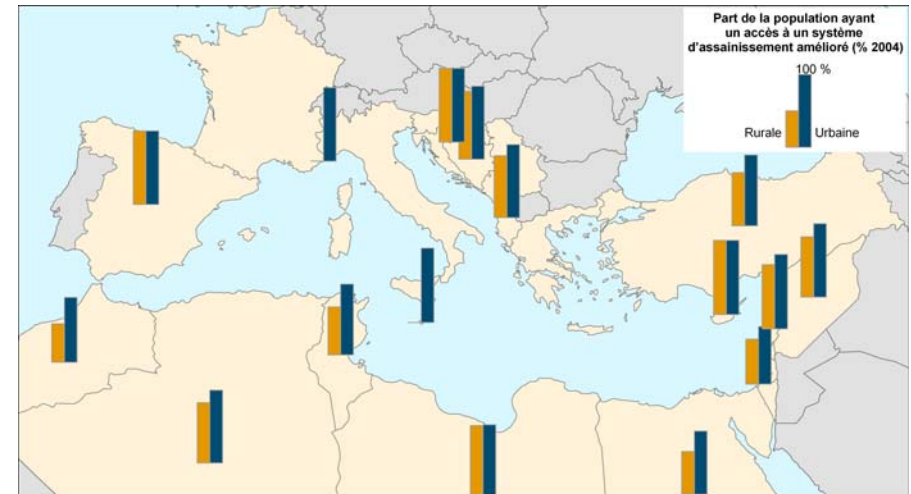 Part de la population ayant
un accès à un système
d'assainissement amélioré (% 2004)
100 %
Rurale Urbaine